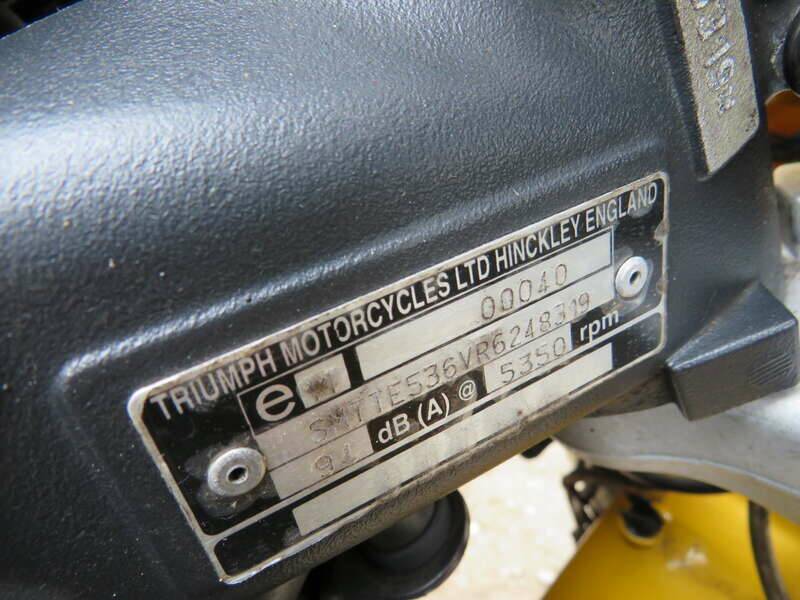 TRIUMPH MOTORCYCLES LTD HINCKLEY ENGLAND
e 00040
SMTTE536VR6248319
91 dB (A) @ 5350 rpm